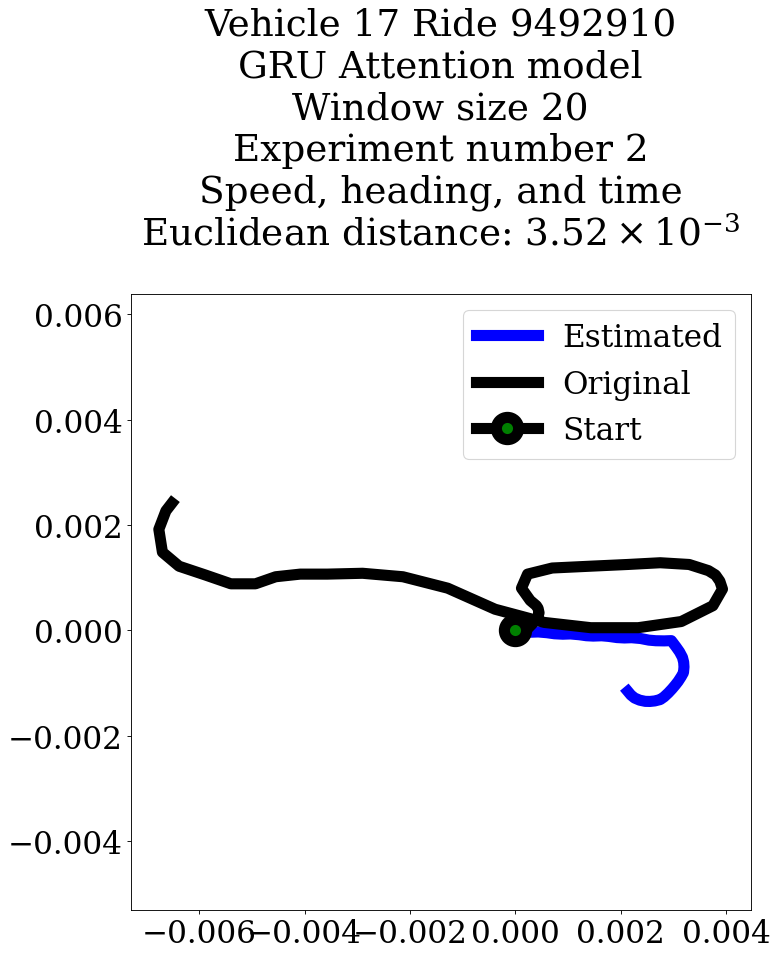 Vehicle 17 Ride 9492910
GRU Attention model
Window size 20
Experiment number 2
Speed, heading, and time
Euclidean distance: 3.52 × 10⁻³
Estimated
Original
Start
0.006
0.004
0.002
0.000
−0.002
−0.004
−0.006 −0.004 −0.002 0.000 0.002 0.004